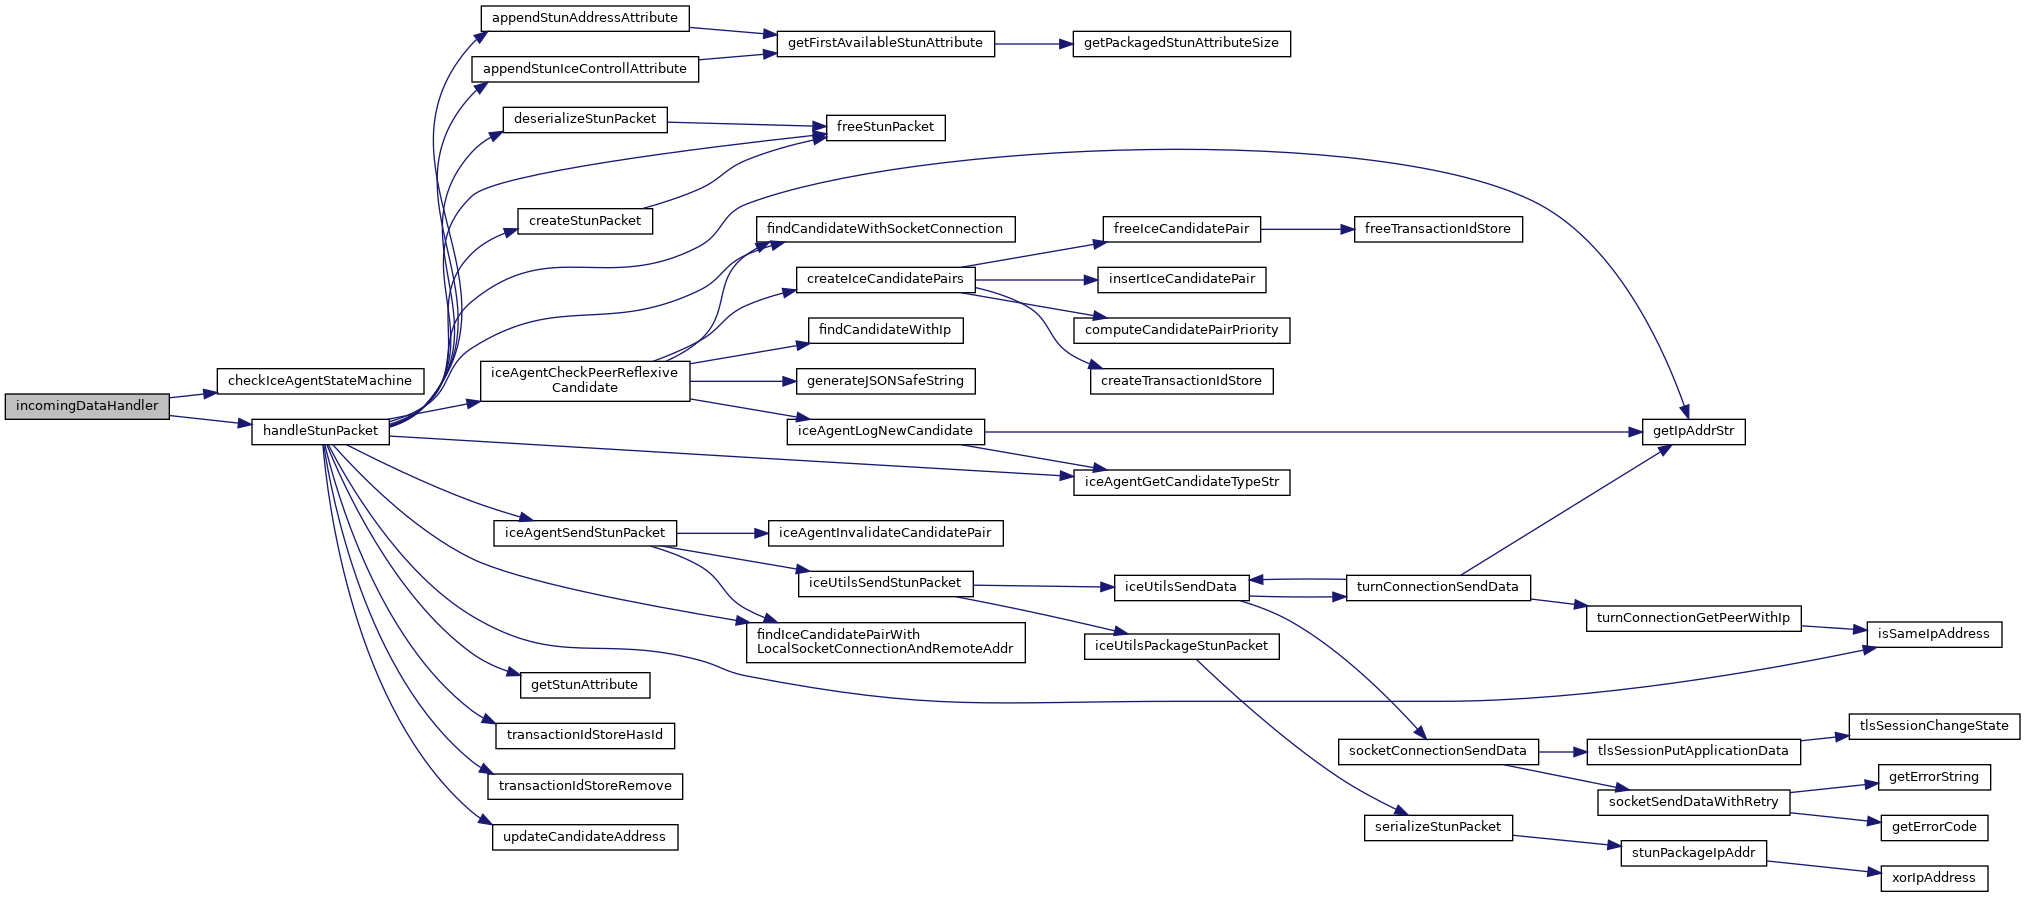 appendStunAddressAttribute
getFirstAvailableStunAttribute
getPackagedStunAttributeSize
appendStunIceControllAttribute
deserializeStunPacket
freeStunPacket
createStunPacket
findCandidateWithSocketConnection
freeIceCandidatePair
freeTransactionIdStore
createIceCandidatePairs
insertIceCandidatePair
findCandidateWithIp
computeCandidatePairPriority
iceAgentCheckPeerReflexive
Candidate
generateJSONSafeString
createTransactionIdStore
checkIceAgentStateMachine
incomingDataHandler
handleStunPacket
iceAgentLogNewCandidate
getIpAddrStr
iceAgentGetCandidateTypeStr
iceAgentSendStunPacket
iceAgentInvalidateCandidatePair
iceUtilsSendStunPacket
iceUtilsSendData
turnConnectionSendData
turnConnectionGetPeerWithIp
isSameIpAddress
findIceCandidatePairWith
LocalSocketConnectionAndRemoteAddr
iceUtilsPackageStunPacket
getStunAttribute
transactionIdStoreHasId
tlsSessionChangeState
socketConnectionSendData
tlsSessionPutApplicationData
transactionIdStoreRemove
getErrorString
socketSendDataWithRetry
updateCandidateAddress
serializeStunPacket
getErrorCode
stunPackageIpAddr
xorIpAddress